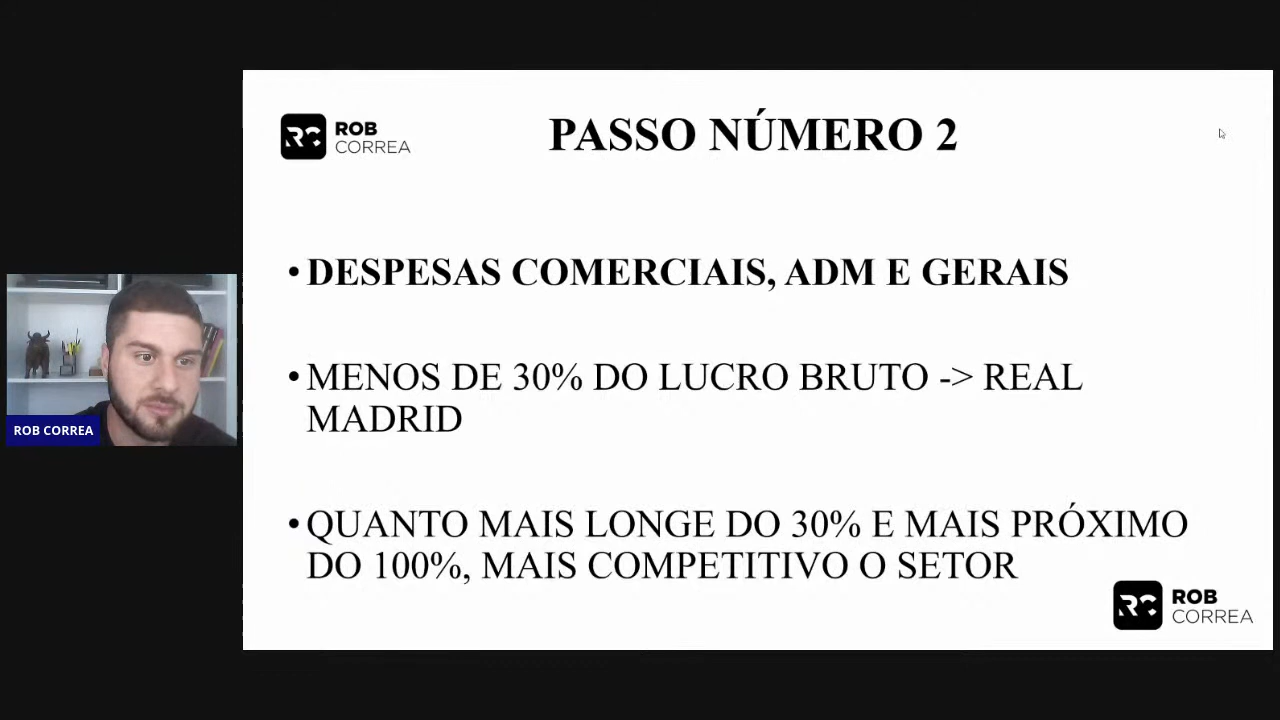 ROB
CORREA
PASSO NÚMERO 2
•DESPESAS COMERCIAIS, ADM E GERAIS
•MENOS DE 30% DO LUCRO BRUTO -> REAL
MADRID
•QUANTO MAIS LONGE DO 30% E MAIS PRÓXIMO
DO 100%, MAIS COMPETITIVO O SETOR
ROB CORREA
ROB
CORREA